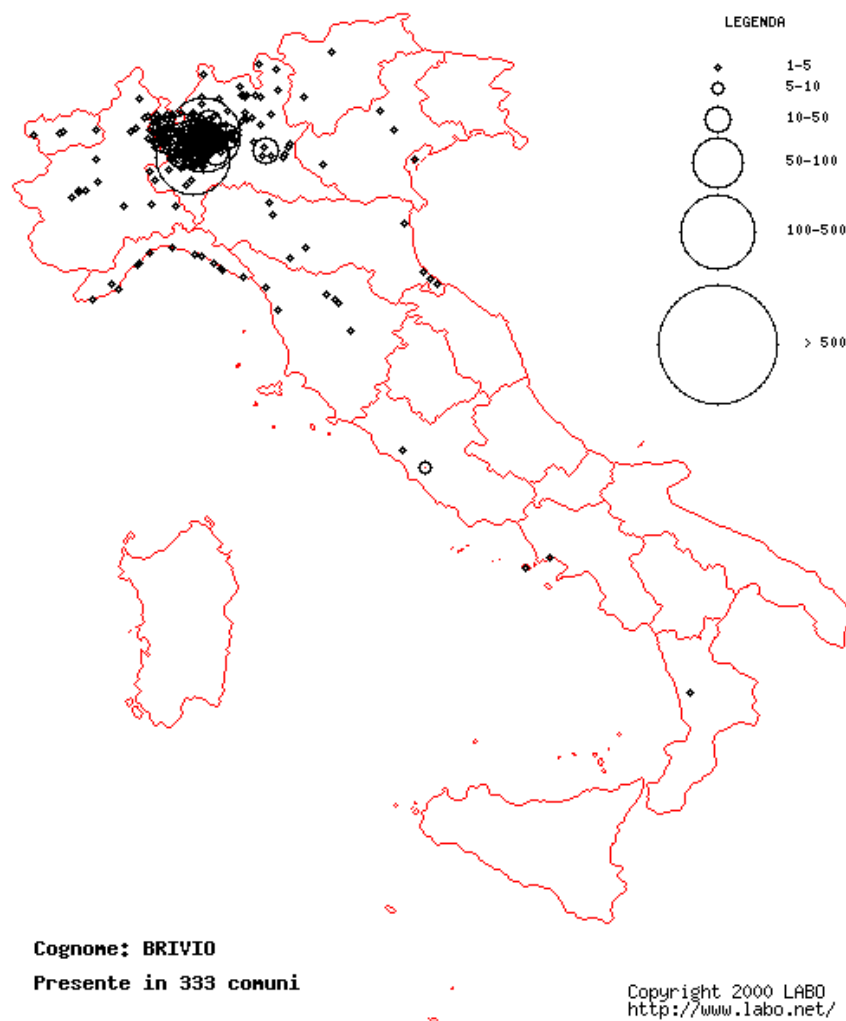 LEGENDA
1-5
5-10
10-50
50-100
100-500
> 500
Cognome: BRIVIO
Presente in 333 comuni
Copyright 2000 LABO
http://www.labo.net/